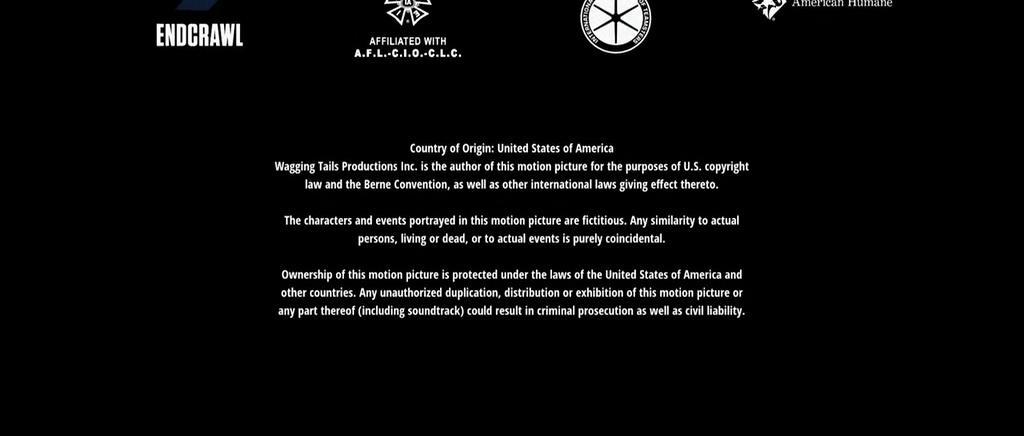 ENDCRAWL
IA
AFFILIATED WITH
A.F.L.-C.I.O.-C.L.C.
INTERNATIONAL
OF TEAMSTERS
American Humane
Country of Origin: United States of America
Wagging Tails Productions Inc. is the author of this motion picture for the purposes of U.S. copyright
law and the Berne Convention, as well as other international laws giving effect thereto.
The characters and events portrayed in this motion picture are fictitious. Any similarity to actual
persons, living or dead, or to actual events is purely coincidental.
Ownership of this motion picture is protected under the laws of the United States of America and
other countries. Any unauthorized duplication, distribution or exhibition of this motion picture or
any part thereof (including soundtrack) could result in criminal prosecution as well as civil liability.